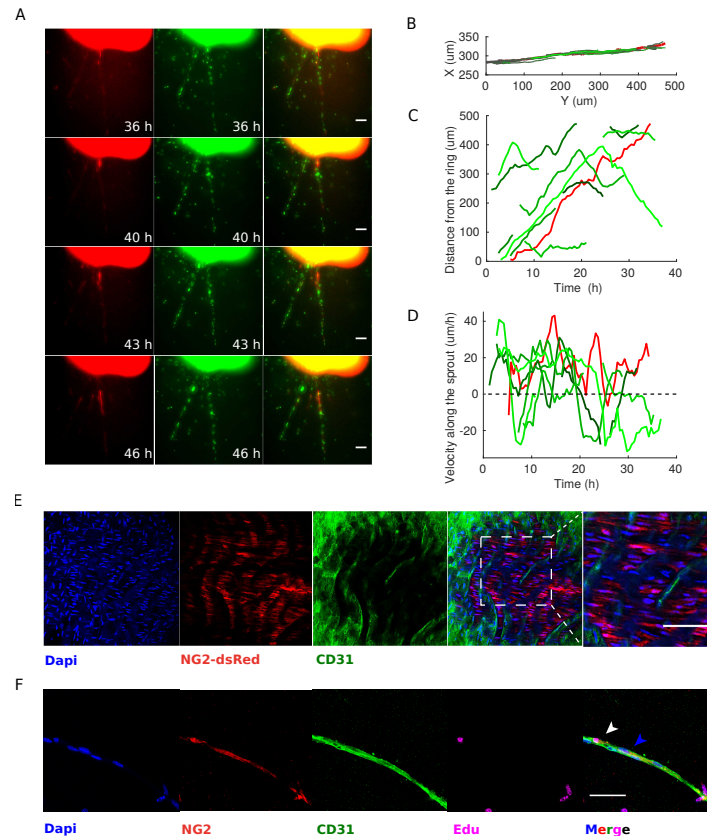 A
36 h
36 h
40 h
40 h
43 h
43 h
46 h
46 h
B
X (um)
350
300
250
0
100
200
300
400
500
Y (um)
C
Distance from the ring (um)
500
400
300
200
100
0
0
10
20
30
40
Time (h)
D
Velocity along the sprout (um/h)
40
20
0
-20
0
10
20
30
40
Time (h)
E
Dapi
NG2-dsRed
CD31
F
Dapi
NG2
CD31
Edu
Merge